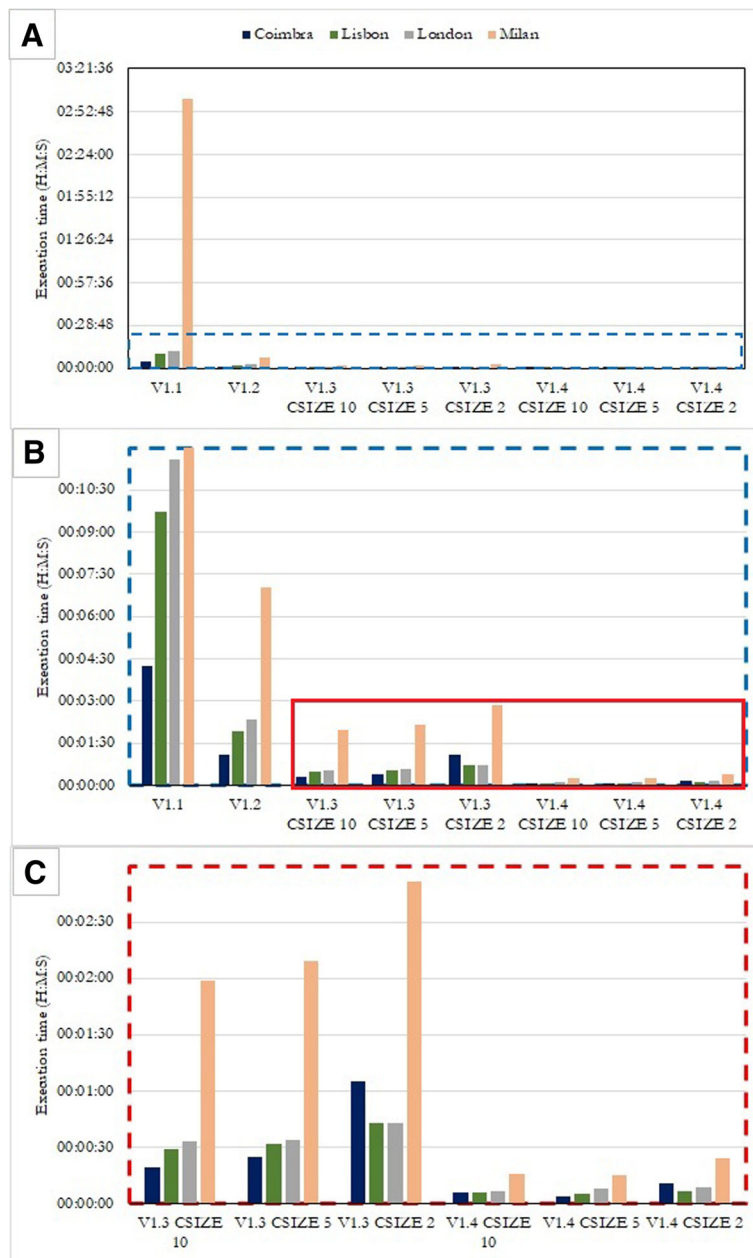 A
Coimbra Lisbon London Milan
Execution time (H:M:S)
03:21:36
02:52:48
02:24:00
01:55:12
01:26:24
00:57:36
00:28:48
00:00:00
V1.1 V1.2 V1.3 V1.3 V1.3 V1.4 V1.4 V1.4
CSIZE 10 CSIZE 5 CSIZE 2 CSIZE 10 CSIZE 5 CSIZE 2
B
Execution time (H:M:S)
00:10:30
00:09:00
00:07:30
00:06:00
00:04:30
00:03:00
00:01:30
00:00:00
V1.1 V1.2 V1.3 V1.3 V1.3 V1.4 V1.4 V1.4
CSIZE 10 CSIZE 5 CSIZE 2 CSIZE 10 CSIZE 5 CSIZE 2
C
Execution time (H:M:S)
00:02:30
00:02:00
00:01:30
00:01:00
00:00:30
00:00:00
V1.3 CSIZE V1.3 CSIZE 5 V1.3 CSIZE 2 V1.4 CSIZE V1.4 CSIZE 5 V1.4 CSIZE 2
10 10